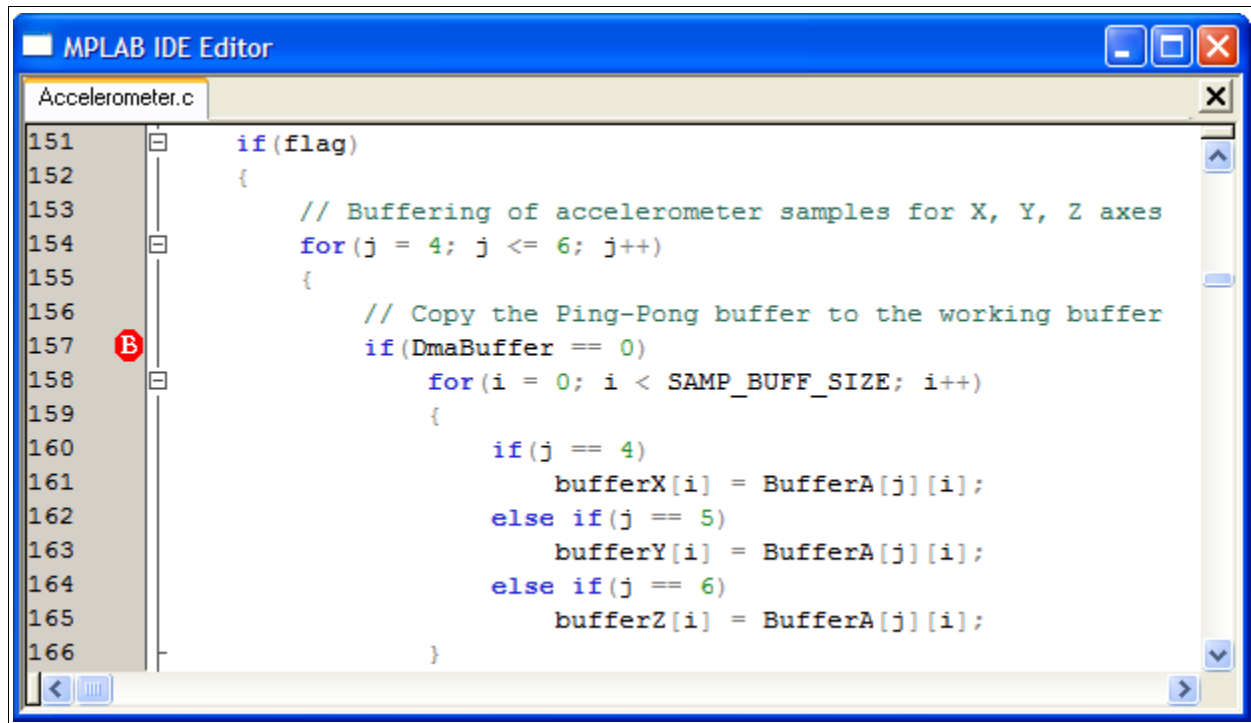 MPLAB IDE Editor
Accelerometer.c
151 if(flag)
152 {
153 // Buffering of accelerometer samples for X, Y, Z axes
154 for(j = 4; j <= 6; j++)
155 {
156 // Copy the Ping-Pong buffer to the working buffer
157 B if(DmaBuffer == 0)
158 for(i = 0; i < SAMP_BUFF_SIZE; i++)
159 {
160 if(j == 4)
161 bufferX[i] = BufferA[j][i];
162 else if(j == 5)
163 bufferY[i] = BufferA[j][i];
164 else if(j == 6)
165 bufferZ[i] = BufferA[j][i];
166 }